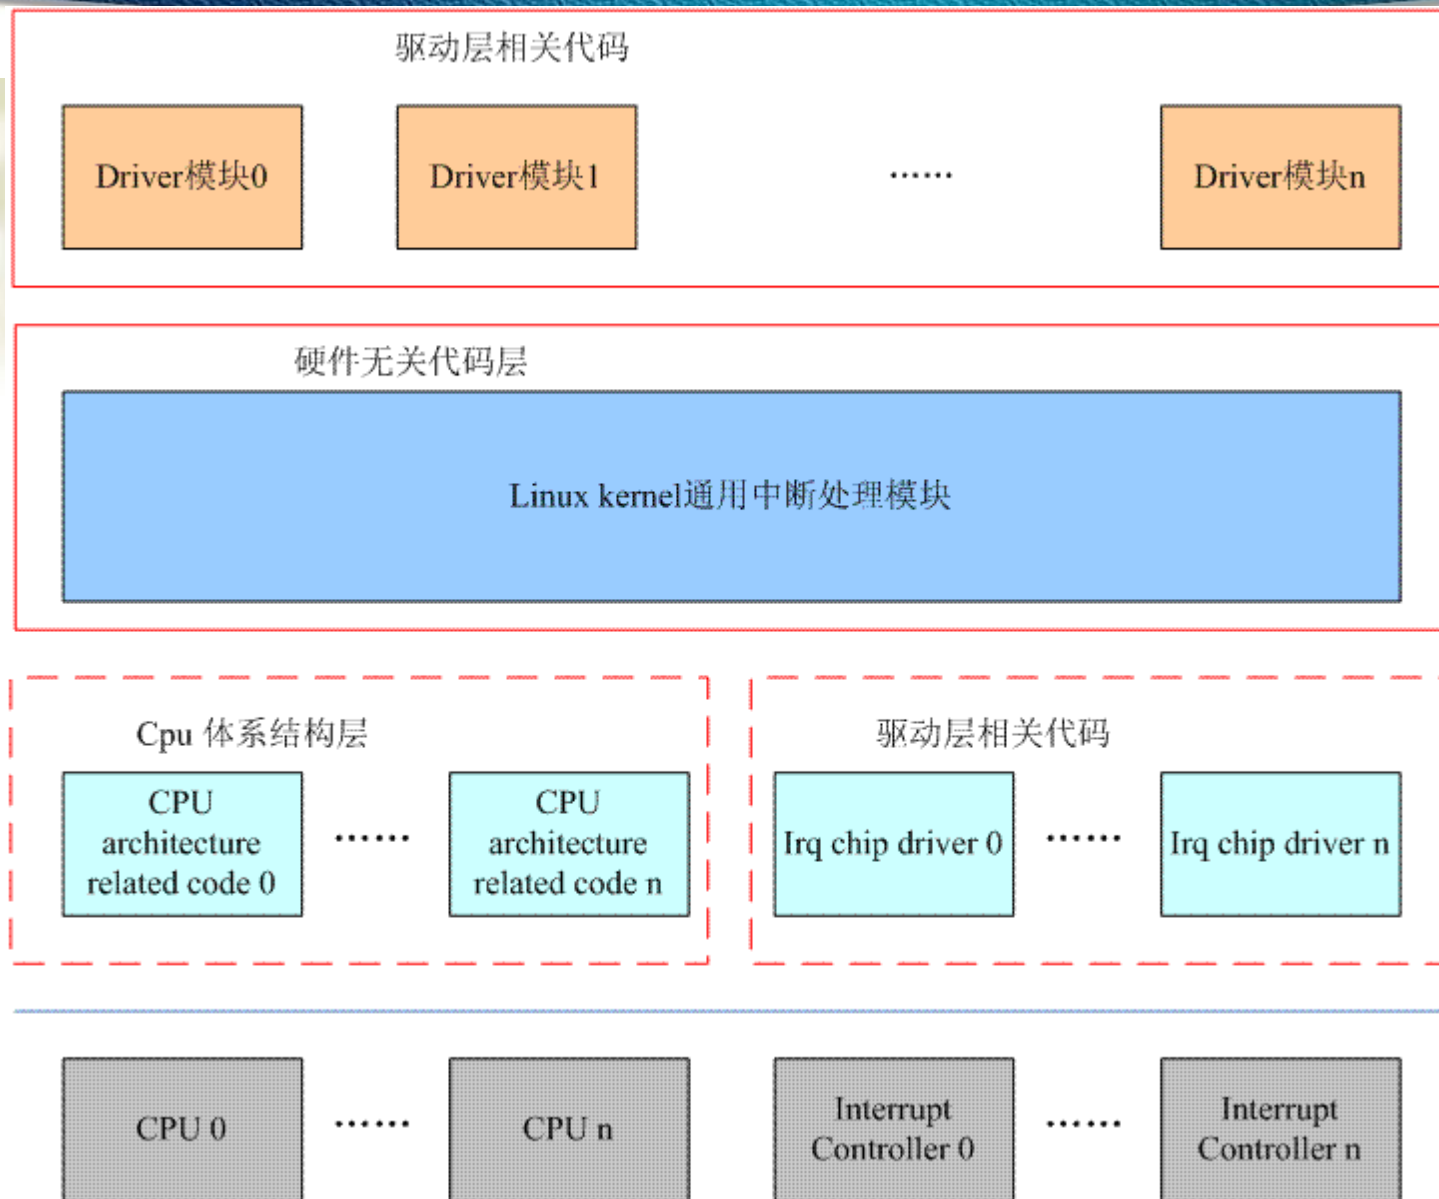 驱动层相关代码
Driver模块0
Driver模块1
……
Driver模块n
硬件无关代码层
Linux kernel通用中断处理模块
Cpu 体系结构层
驱动层相关代码
CPU
architecture
related code 0
……
CPU
architecture
related code n
Irq chip driver 0
……
Irq chip driver n
CPU 0
……
CPU n
Interrupt
Controller 0
……
Interrupt
Controller n